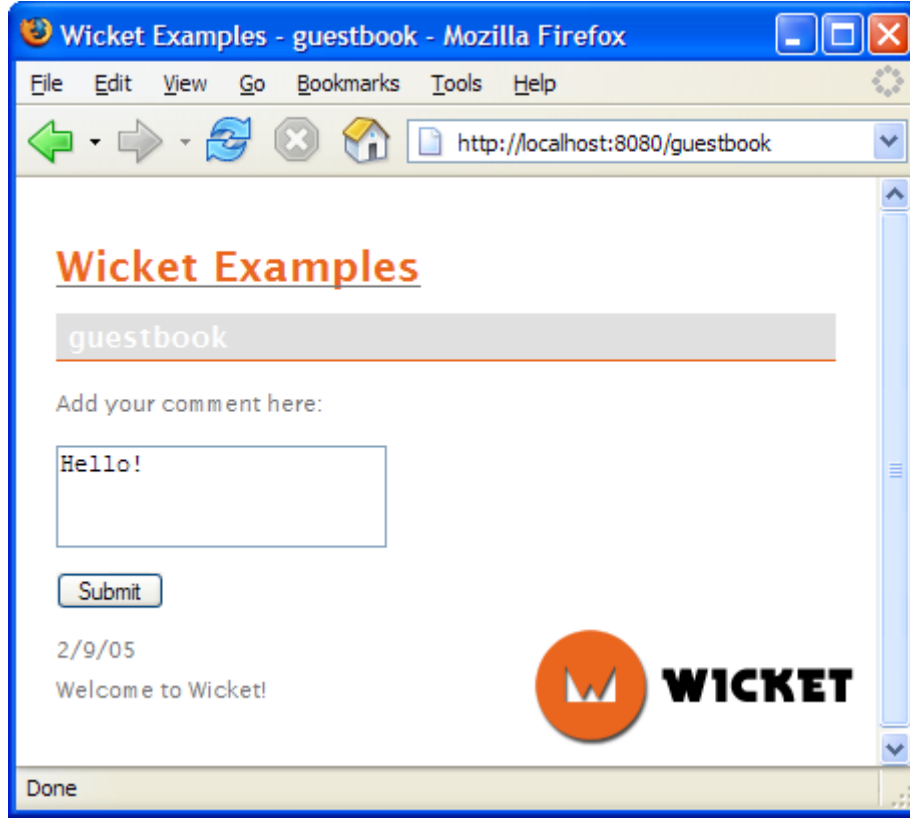 Wicket Examples - guestbook - Mozilla Firefox
File Edit View Go Bookmarks Tools Help
http://localhost:8080/guestbook
Wicket Examples
guestbook
Add your comment here:
Hello!
Submit
2/9/05
Welcome to Wicket!
W WICKET
Done